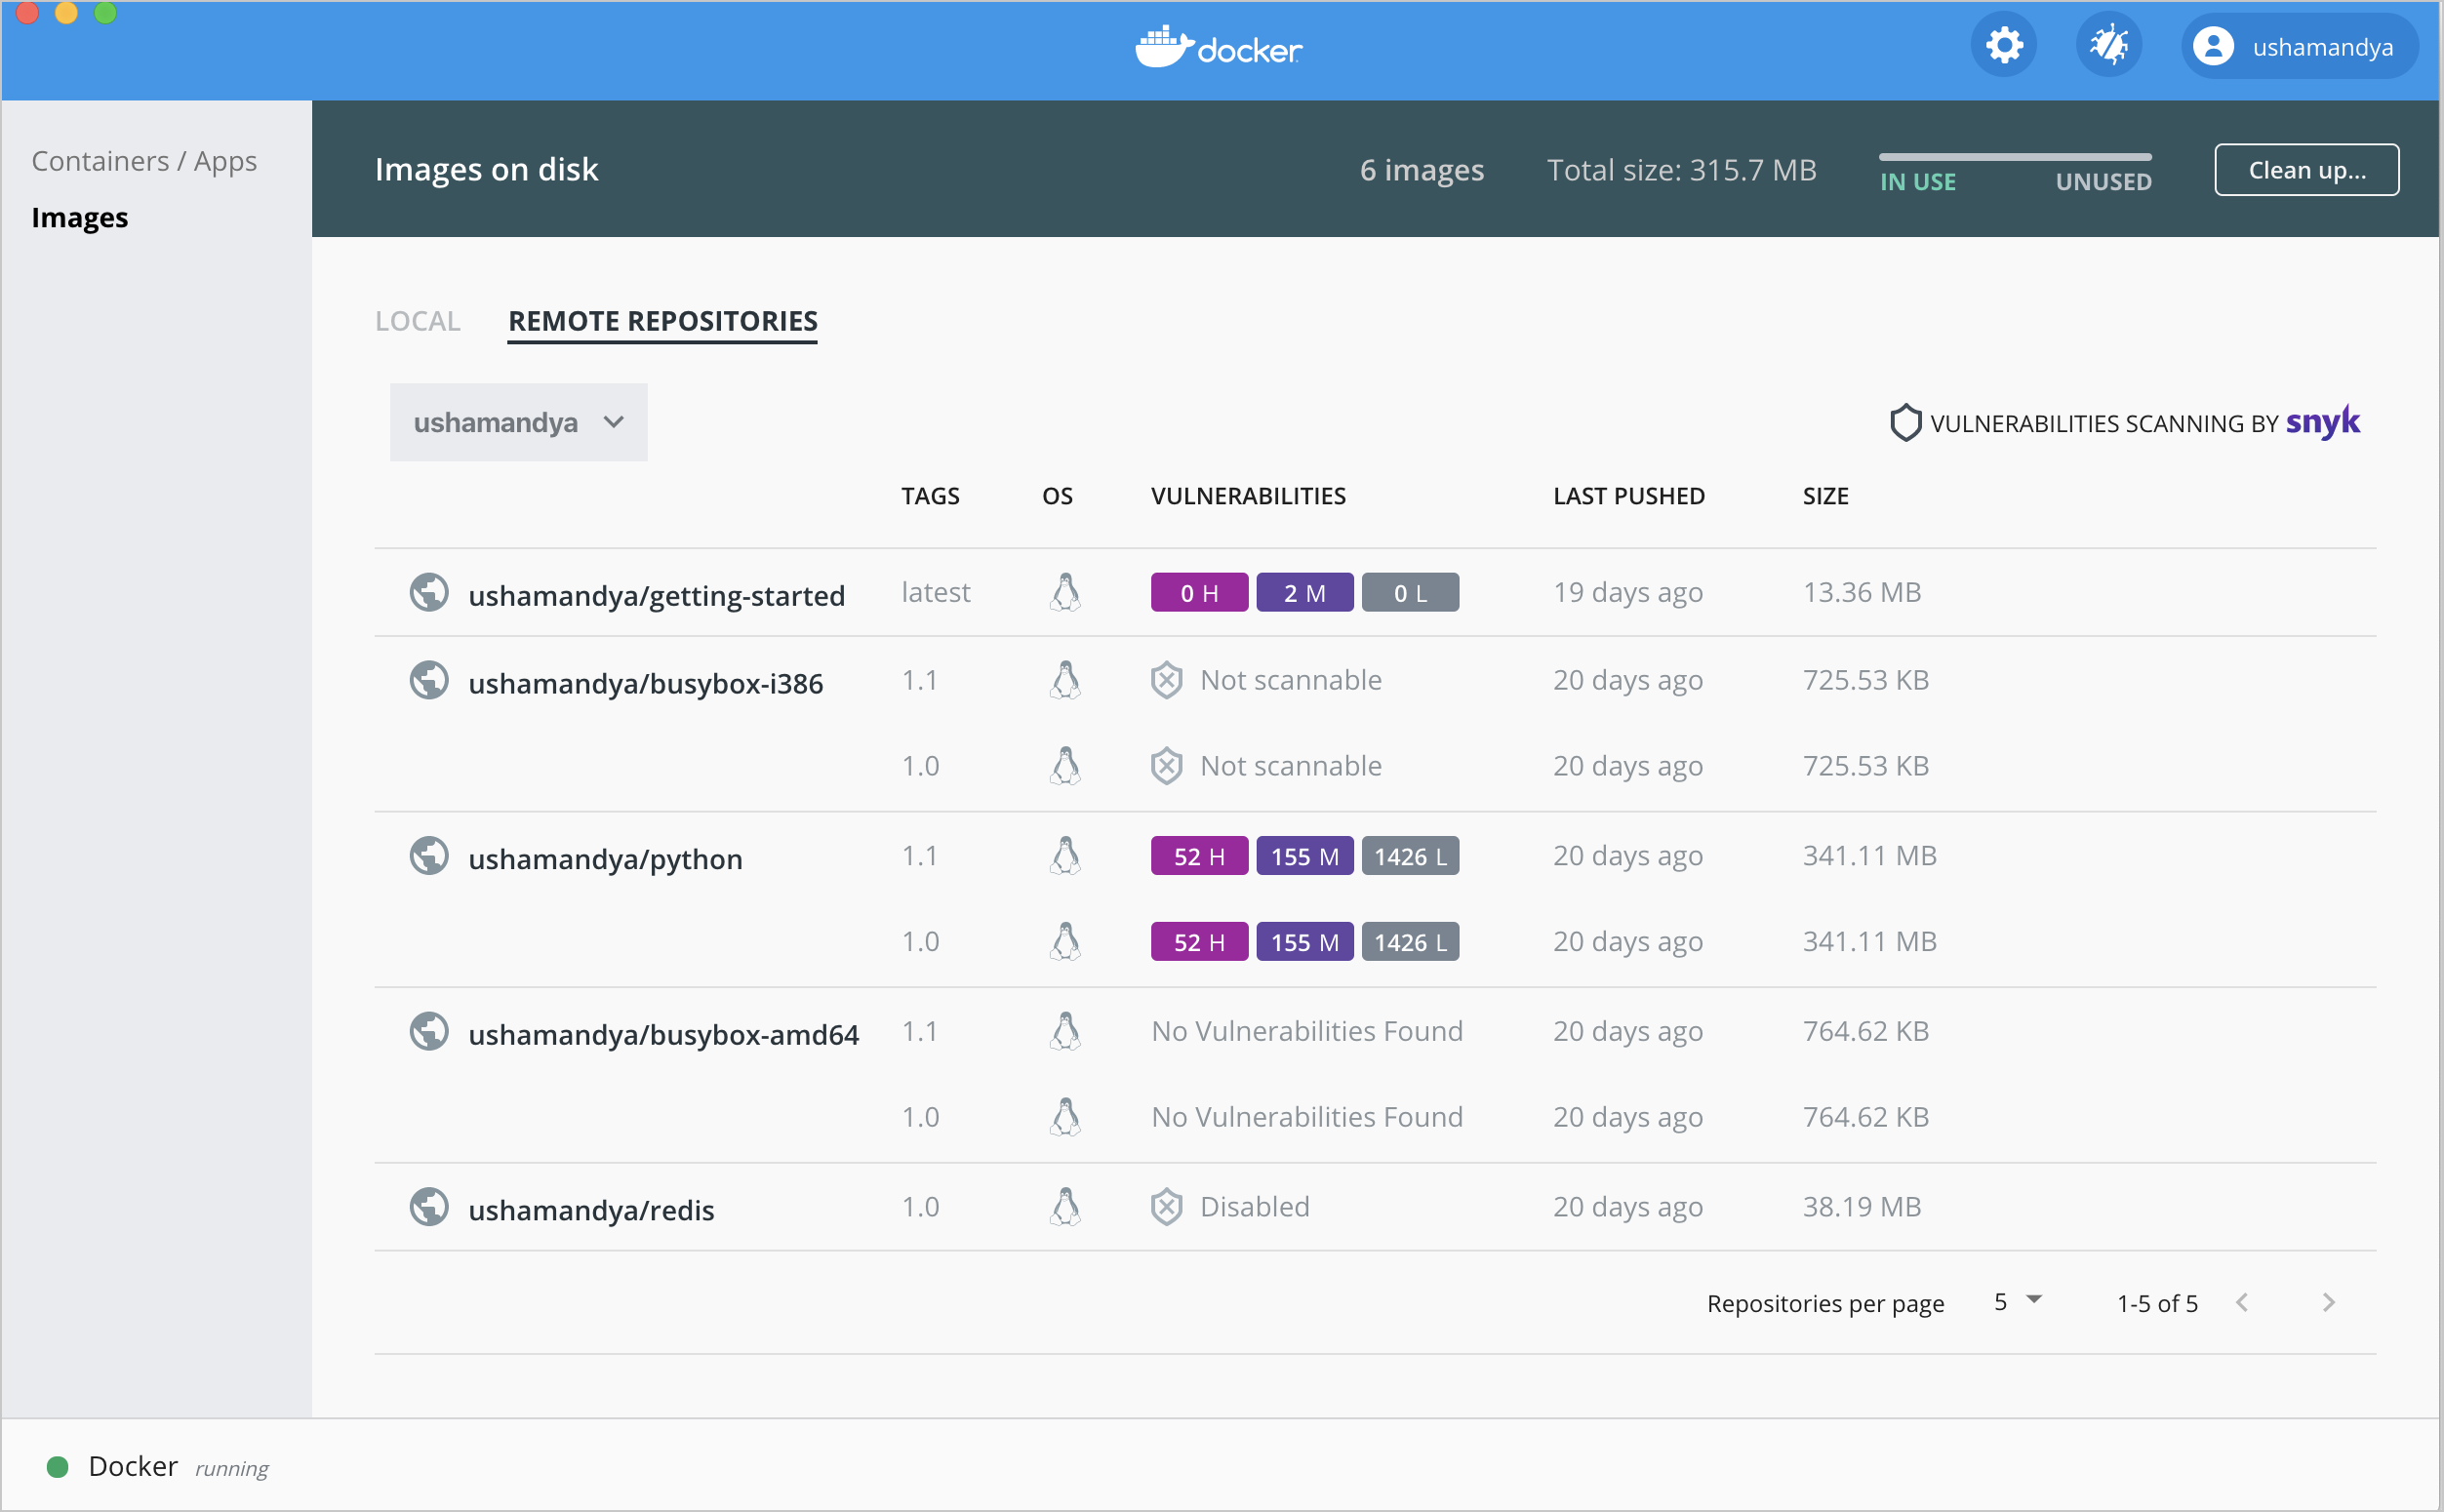 docker
ushamandya
Containers / Apps
Images
Images on disk
6 images
Total size: 315.7 MB
IN USE
UNUSED
Clean up...
LOCAL
REMOTE REPOSITORIES
ushamandya
VULNERABILITIES SCANNING BY snyk
TAGS OS VULNERABILITIES LAST PUSHED SIZE
ushamandya/getting-started latest 0 H 2 M 0 L 19 days ago 13.36 MB
ushamandya/busybox-i386 1.1 Not scannable 20 days ago 725.53 KB
1.0 Not scannable 20 days ago 725.53 KB
ushamandya/python 1.1 52 H 155 M 1426 L 20 days ago 341.11 MB
1.0 52 H 155 M 1426 L 20 days ago 341.11 MB
ushamandya/busybox-amd64 1.1 No Vulnerabilities Found 20 days ago 764.62 KB
1.0 No Vulnerabilities Found 20 days ago 764.62 KB
ushamandya/redis 1.0 Disabled 20 days ago 38.19 MB
Repositories per page 5 1-5 of 5
Docker running